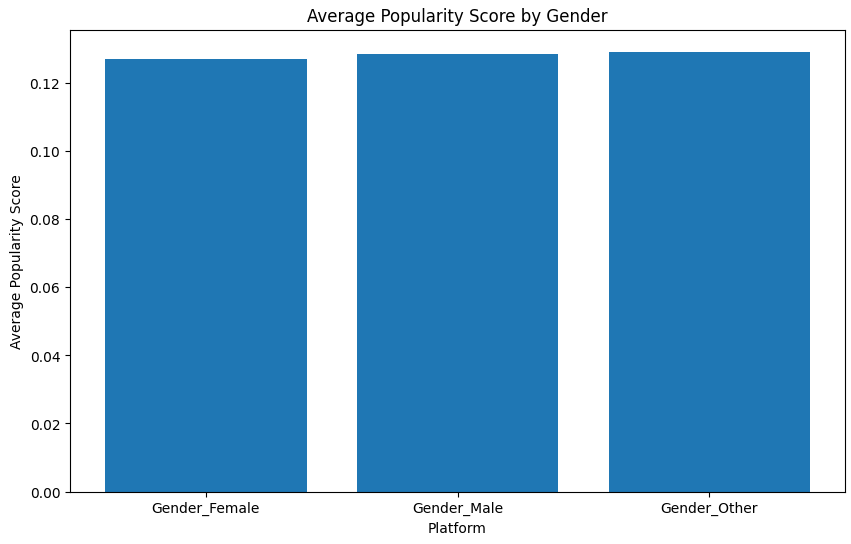 Average Popularity Score by Gender
Average Popularity Score
0.12
0.10
0.08
0.06
0.04
0.02
0.00
Gender_Female
Gender_Male
Gender_Other
Platform